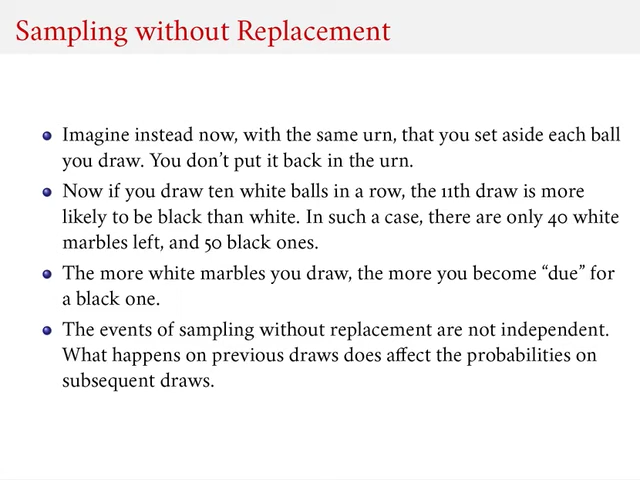 Sampling without Replacement
Imagine instead now, with the same urn, that you set aside each ball
you draw. You don’t put it back in the urn.
Now if you draw ten white balls in a row, the 11th draw is more
likely to be black than white. In such a case, there are only 40 white
marbles left, and 50 black ones.
The more white marbles you draw, the more you become “due” for
a black one.
The events of sampling without replacement are not independent.
What happens on previous draws does affect the probabilities on
subsequent draws.